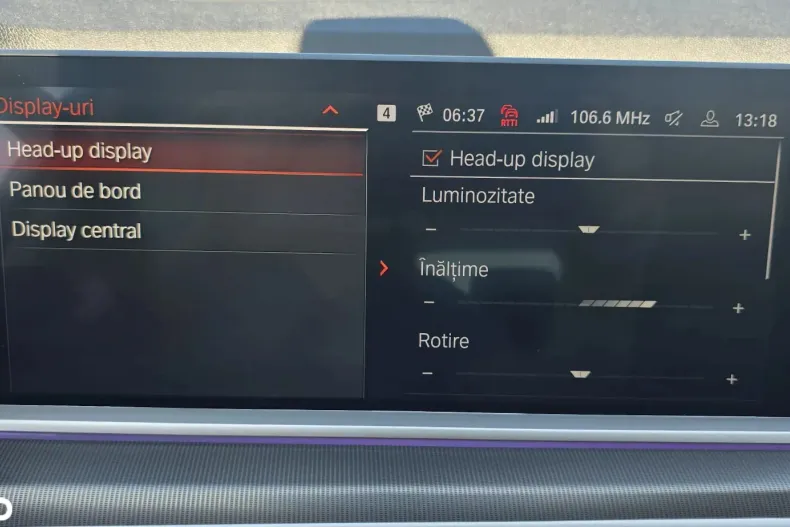 Display-uri
4 06:37 RTTI 106.6 MHz 13:18
Head-up display
Panou de bord
Display central
Head-up display
Luminozitate
− +
Înălțime
− +
Rotire
− +